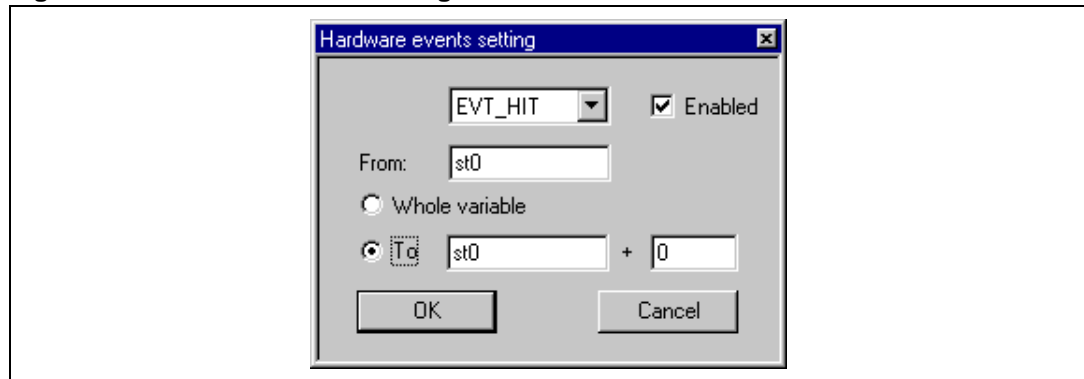 Hardware events setting
EVT_HIT Enabled
From: st0
Whole variable
To st0 + 0
OK Cancel